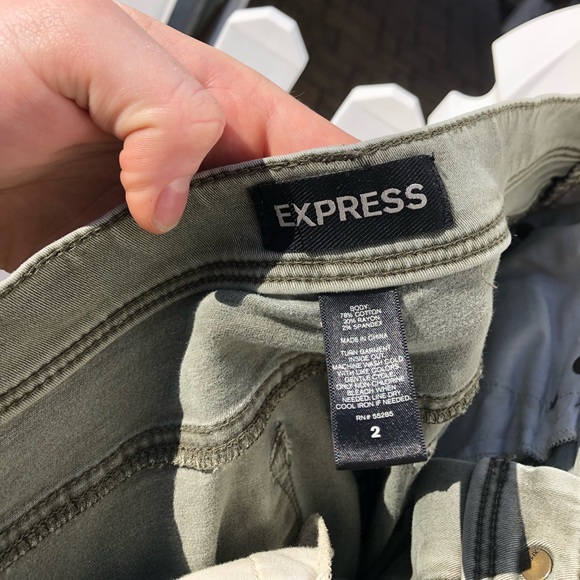 EXPRESS
BODY:
78% COTTON
20% RAYON
2% SPANDEX
MADE IN CHINA
TURN GARMENT
INSIDE OUT.
MACHINE WASH COLD
WITH LIKE COLORS.
GENTLE CYCLE.
ONLY NON-CHLORINE
BLEACH WHEN
NEEDED. LINE DRY.
COOL IRON IF NEEDED.
RN# 55285
2